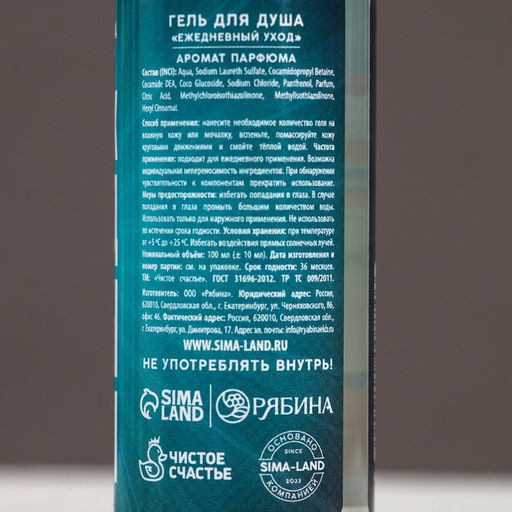 ГЕЛЬ ДЛЯ ДУША
«ЕЖЕДНЕВНЫЙ УХОД»
АРОМАТ ПАРФЮМА
Состав (INCI): Aqua, Sodium Laureth Sulfate, Cocamidopropyl Betaine,
Cocamide DEA, Coco Glucoside, Sodium Chloride, Panthenol, Parfum,
Citric Acid, Methylchloroisothiazolinone, Methylisothiazolinone,
Hexyl Cinnamal.
Способ применения: нанесите необходимое количество геля на
влажную кожу или мочалку, вспеньте, помассируйте кожу
круговыми движениями и смойте тёплой водой. Частота
применения: подходит для ежедневного применения. Возможна
индивидуальная непереносимость ингредиентов. При обнаружении
чувствительности к компонентам прекратить использование.
Меры предосторожности: избегать попадания в глаза. В случае
попадания в глаза промыть большим количеством воды.
Использовать только для наружного применения. Не использовать
по истечении срока годности. Условия хранения: при температуре
от +5 °С до +25 °С. Избегать воздействия прямых солнечных лучей.
Номинальный объём: 100 мл (± 10 мл). Дата изготовления и
номер партии: см. на упаковке. Срок годности: 36 месяцев.
ТМ: «Чистое счастье». ГОСТ 31696-2012. ТР ТС 009/2011.
Изготовитель: ООО «Рябина». Юридический адрес: Россия,
620010, Свердловская обл., г. Екатеринбург, ул. Черняховского, 86,
офис 46. Фактический адрес: Россия, 620010, Свердловская обл.,
г. Екатеринбург, ул. Димитрова, 17. Адрес эл. почты: info@ryabinaekb.ru
WWW.SIMA-LAND.RU
НЕ УПОТРЕБЛЯТЬ ВНУТРЬ!
SIMA
LAND
РЯБИНА
ЧИСТОЕ
СЧАСТЬЕ
ОСНОВАНО
SINCE
SIMA-LAND
2023
КОМПАНИЕЙ